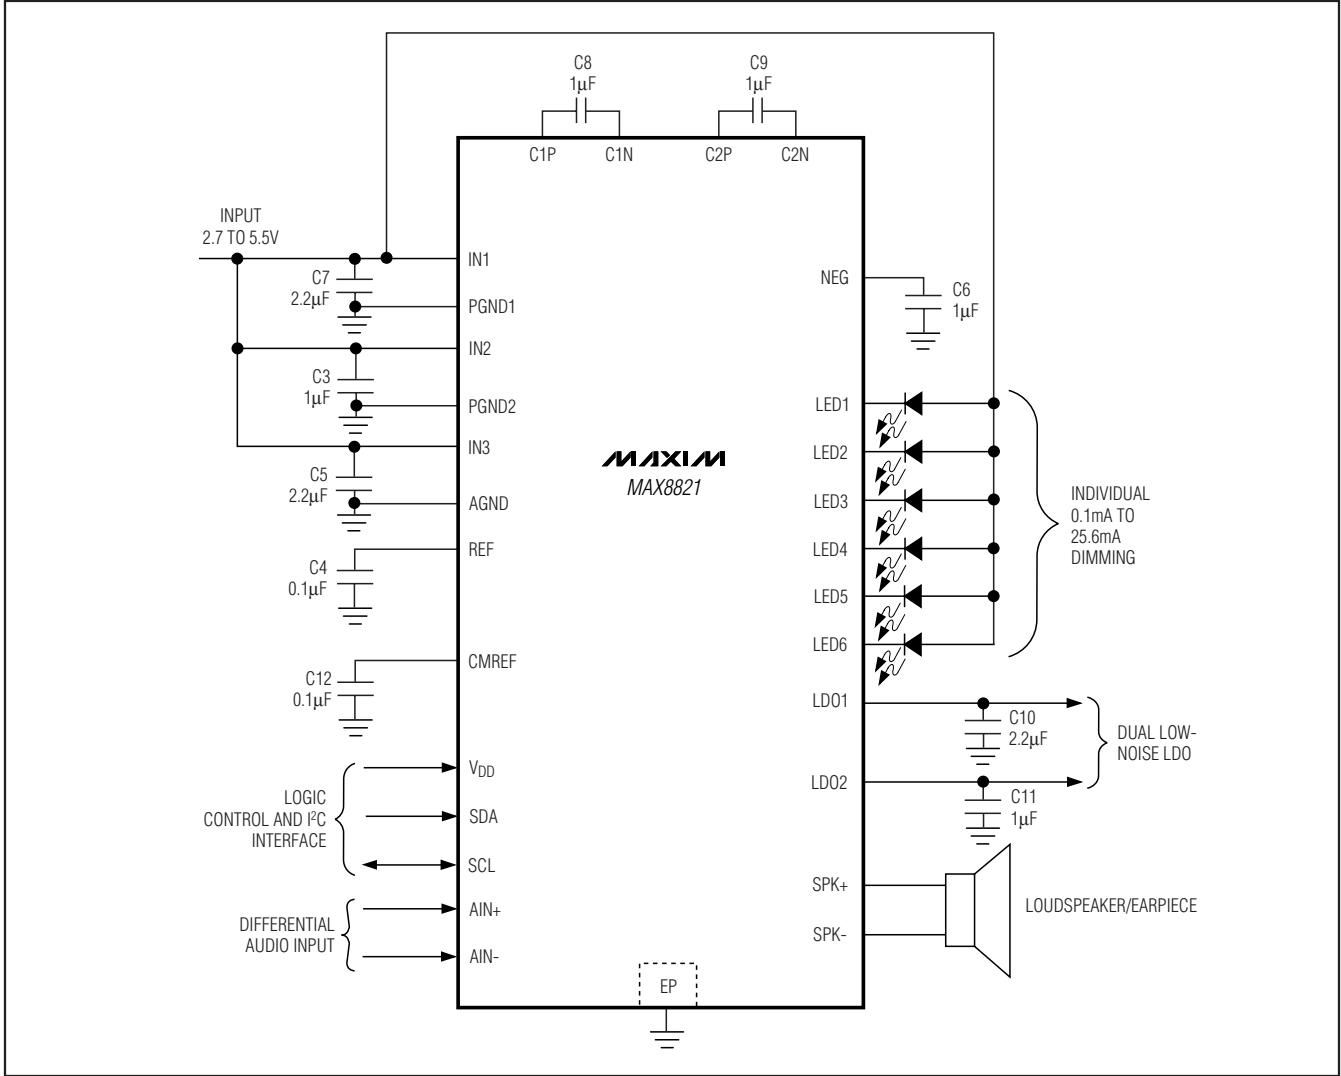 C8
1μF
C9
1μF
C1P
C1N
C2P
C2N
INPUT
2.7 TO 5.5V
IN1
C7
2.2μF
PGND1
IN2
C3
1μF
PGND2
IN3
C5
2.2μF
AGND
REF
C4
0.1μF
CMREF
C12
0.1μF
VDD
LOGIC
CONTROL AND I²C
INTERFACE
SDA
SCL
AIN+
DIFFERENTIAL
AUDIO INPUT
AIN-
MAXIM
MAX8821
EP
NEG
C6
1μF
LED1
LED2
LED3
LED4
LED5
LED6
INDIVIDUAL
0.1mA TO
25.6mA
DIMMING
LDO1
C10
2.2μF
DUAL LOW-
NOISE LDO
LDO2
C11
1μF
SPK+
SPK-
LOUDSPEAKER/EARPIECE